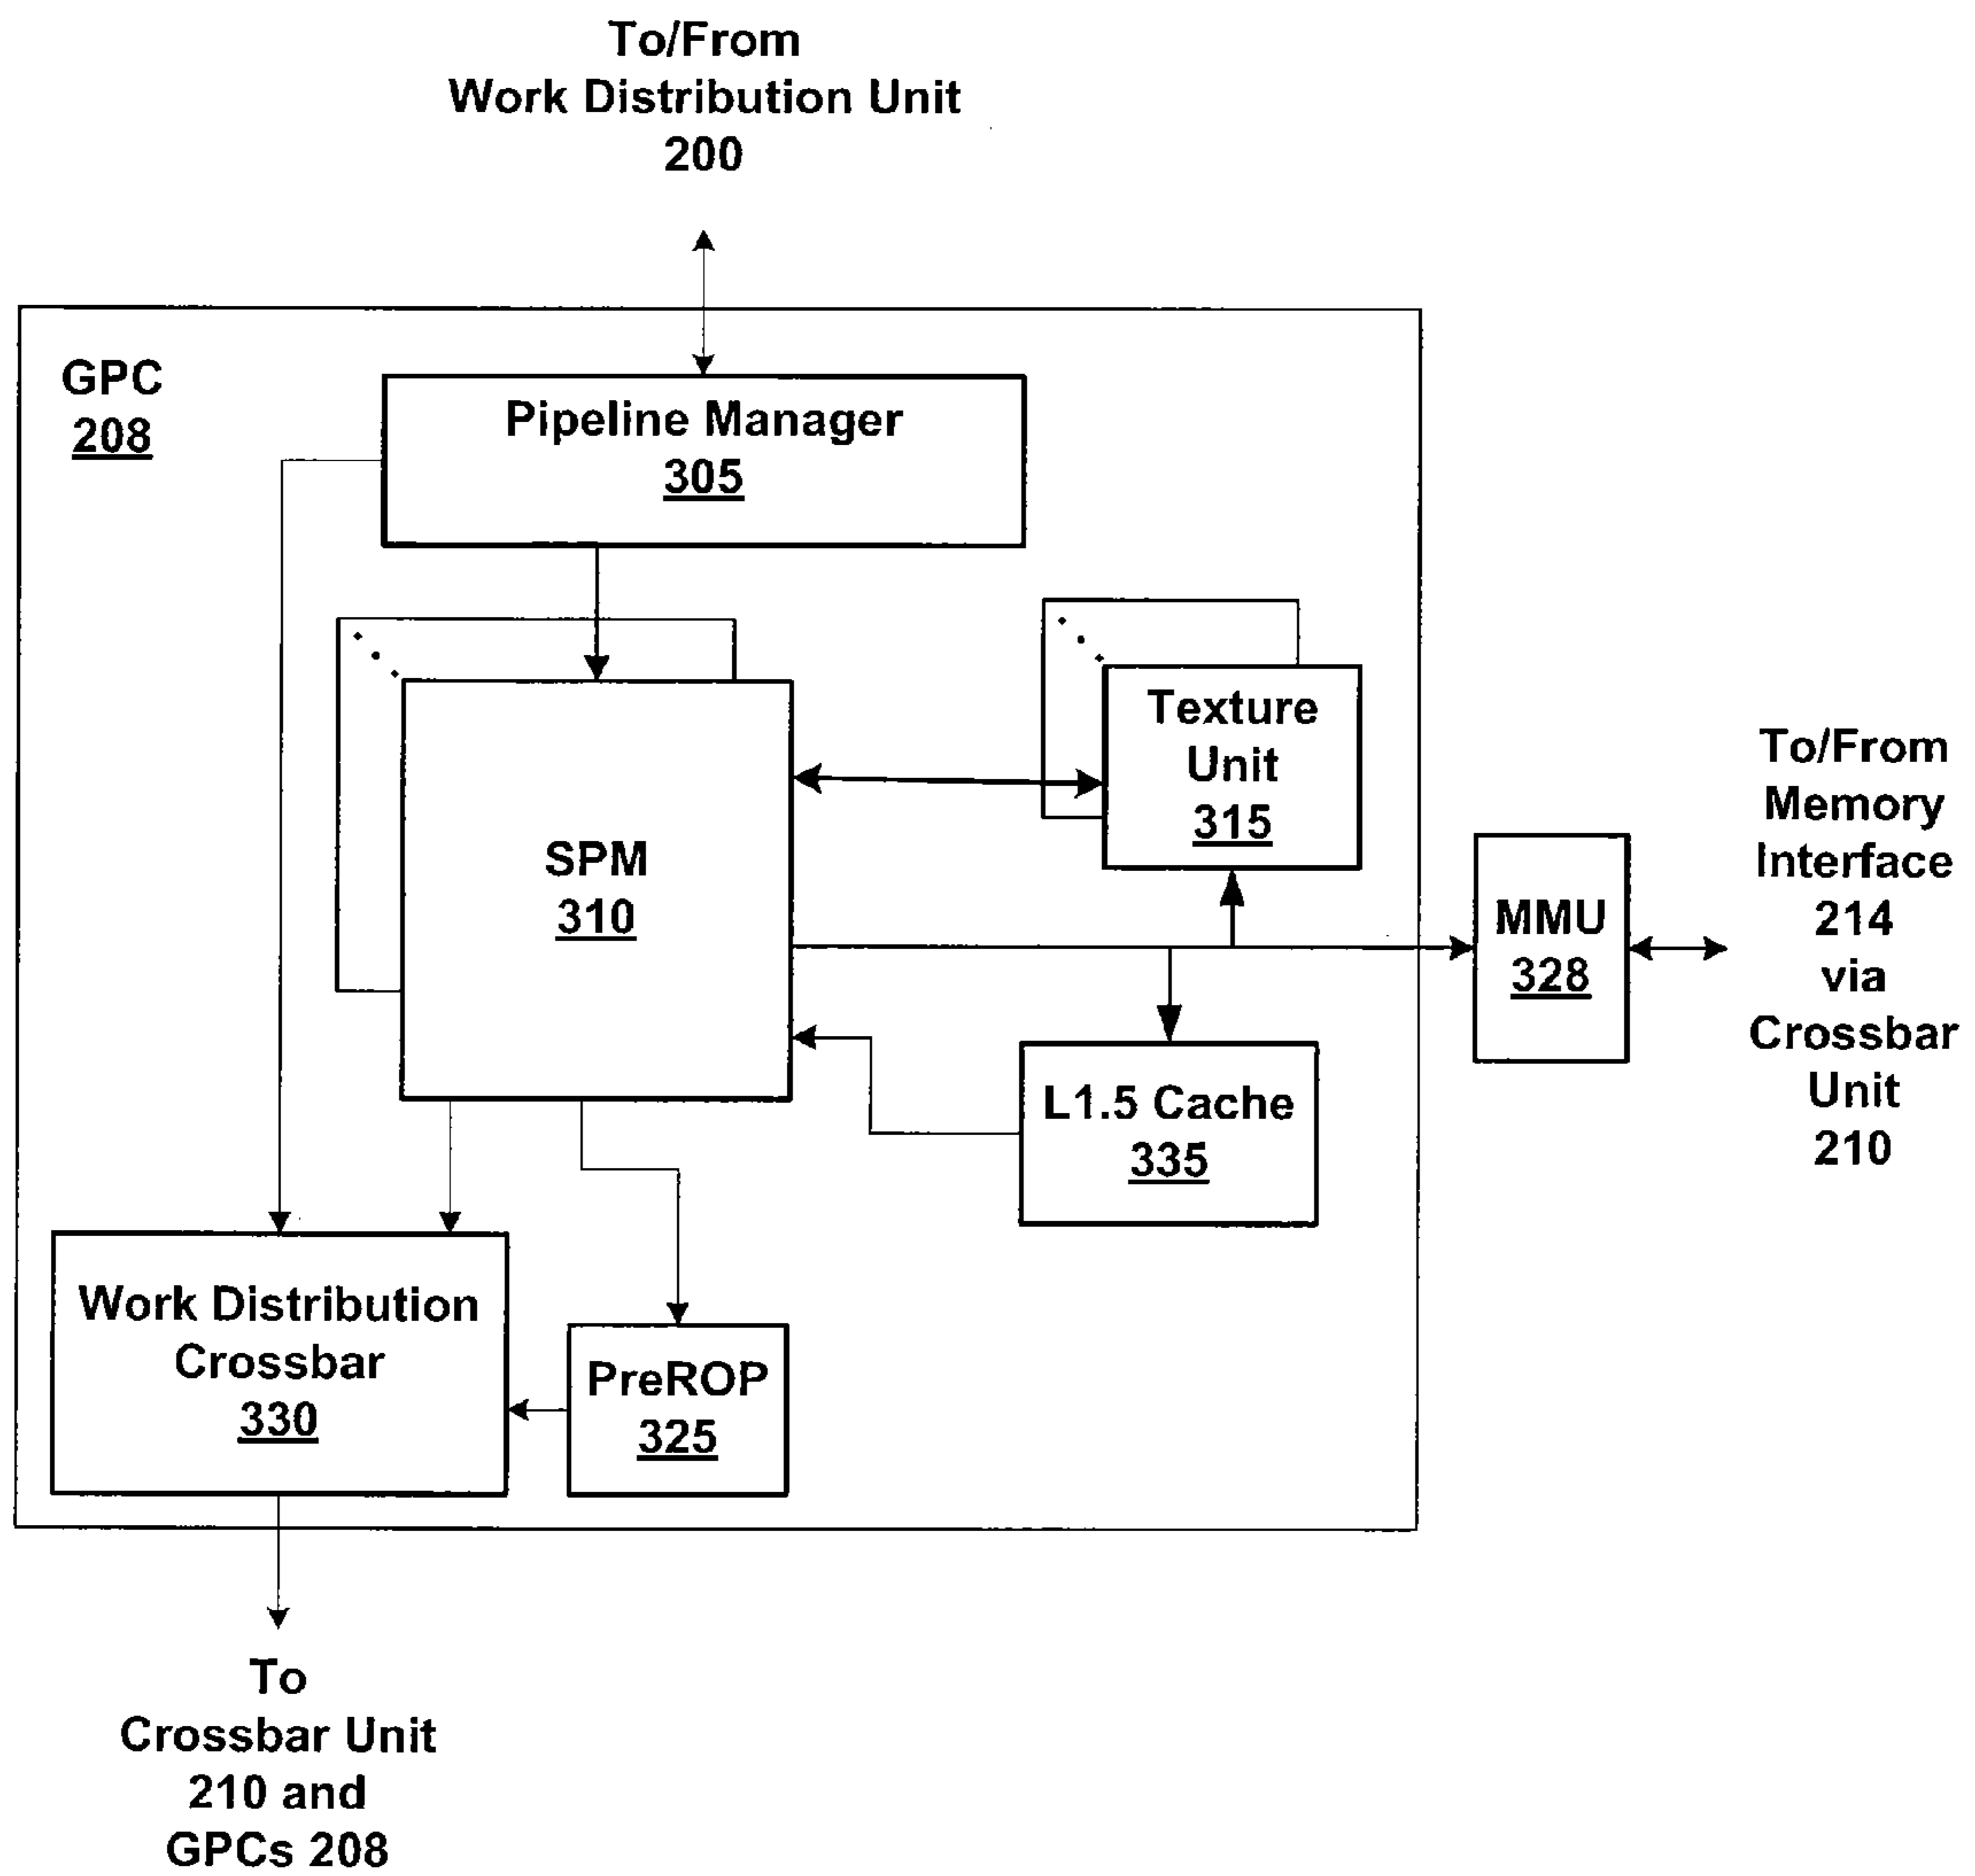 To/From
Work Distribution Unit
200
GPC
208
Pipeline Manager
305
Texture
Unit
315
SPM
310
To/From
Memory
Interface
214
via
Crossbar
Unit
210
MMU
328
L1.5 Cache
335
Work Distribution
Crossbar
330
PreROP
325
To
Crossbar Unit
210 and
GPCs 208